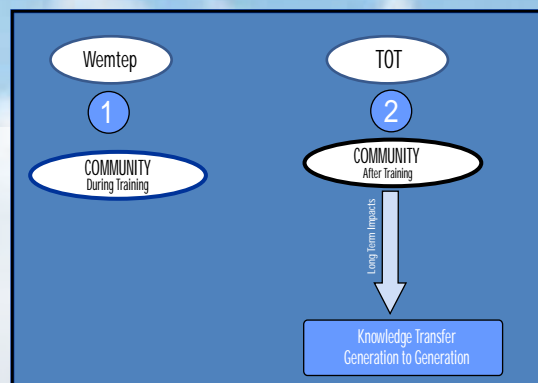 Wemtep
TOT
1
2
COMMUNITY
During Training
COMMUNITY
After Training
Long Term Impacts
Knowledge Transfer
Generation to Generation